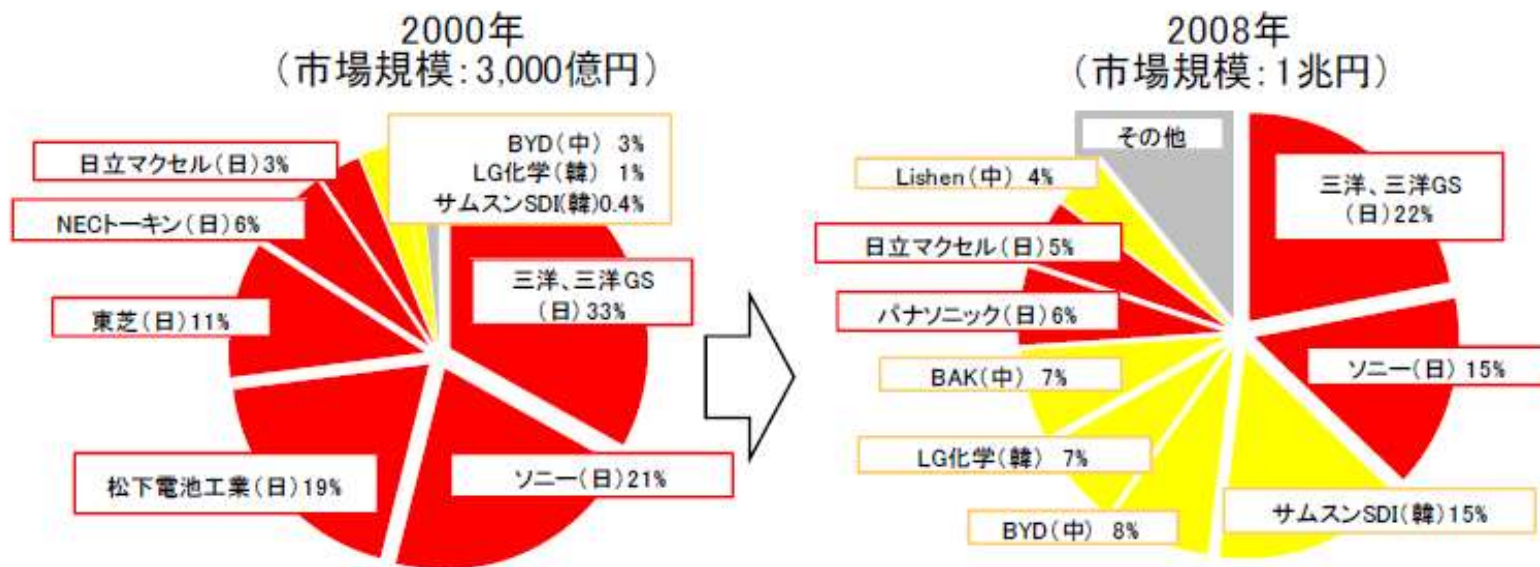 2000年
（市場規模：3,000億円）
BYD（中） 3%
LG化学（韓） 1%
サムスンSDI（韓）0.4%
日立マクセル（日）3%
NECトーキン（日）6%
三洋、三洋GS
（日）33%
東芝（日）11%
松下電池工業（日）19%
ソニー（日）21%
2008年
（市場規模：1兆円）
その他
Lishen（中） 4%
三洋、三洋GS
（日）22%
日立マクセル（日）5%
パナソニック（日）6%
BAK（中） 7%
ソニー（日） 15%
LG化学（韓） 7%
サムスンSDI（韓）15%
BYD（中） 8%